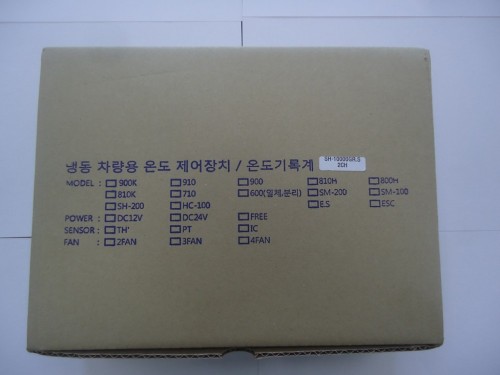 냉동 차량용 온도 제어장치 / 온도기록계
2CH
MODEL : □ 900K □ 910 □ 900 □ 810H □ 800H
□ 810K □ 710 □ 600(일체,분리) □ SM-200 □ SM-100
□ SH-200 □ HC-100 □ E.S □ ESC
POWER : □ DC12V □ DC24V □ FREE
SENSOR : □ TH' □ PT □ IC
FAN : □ 2FAN □ 3FAN □ 4FAN